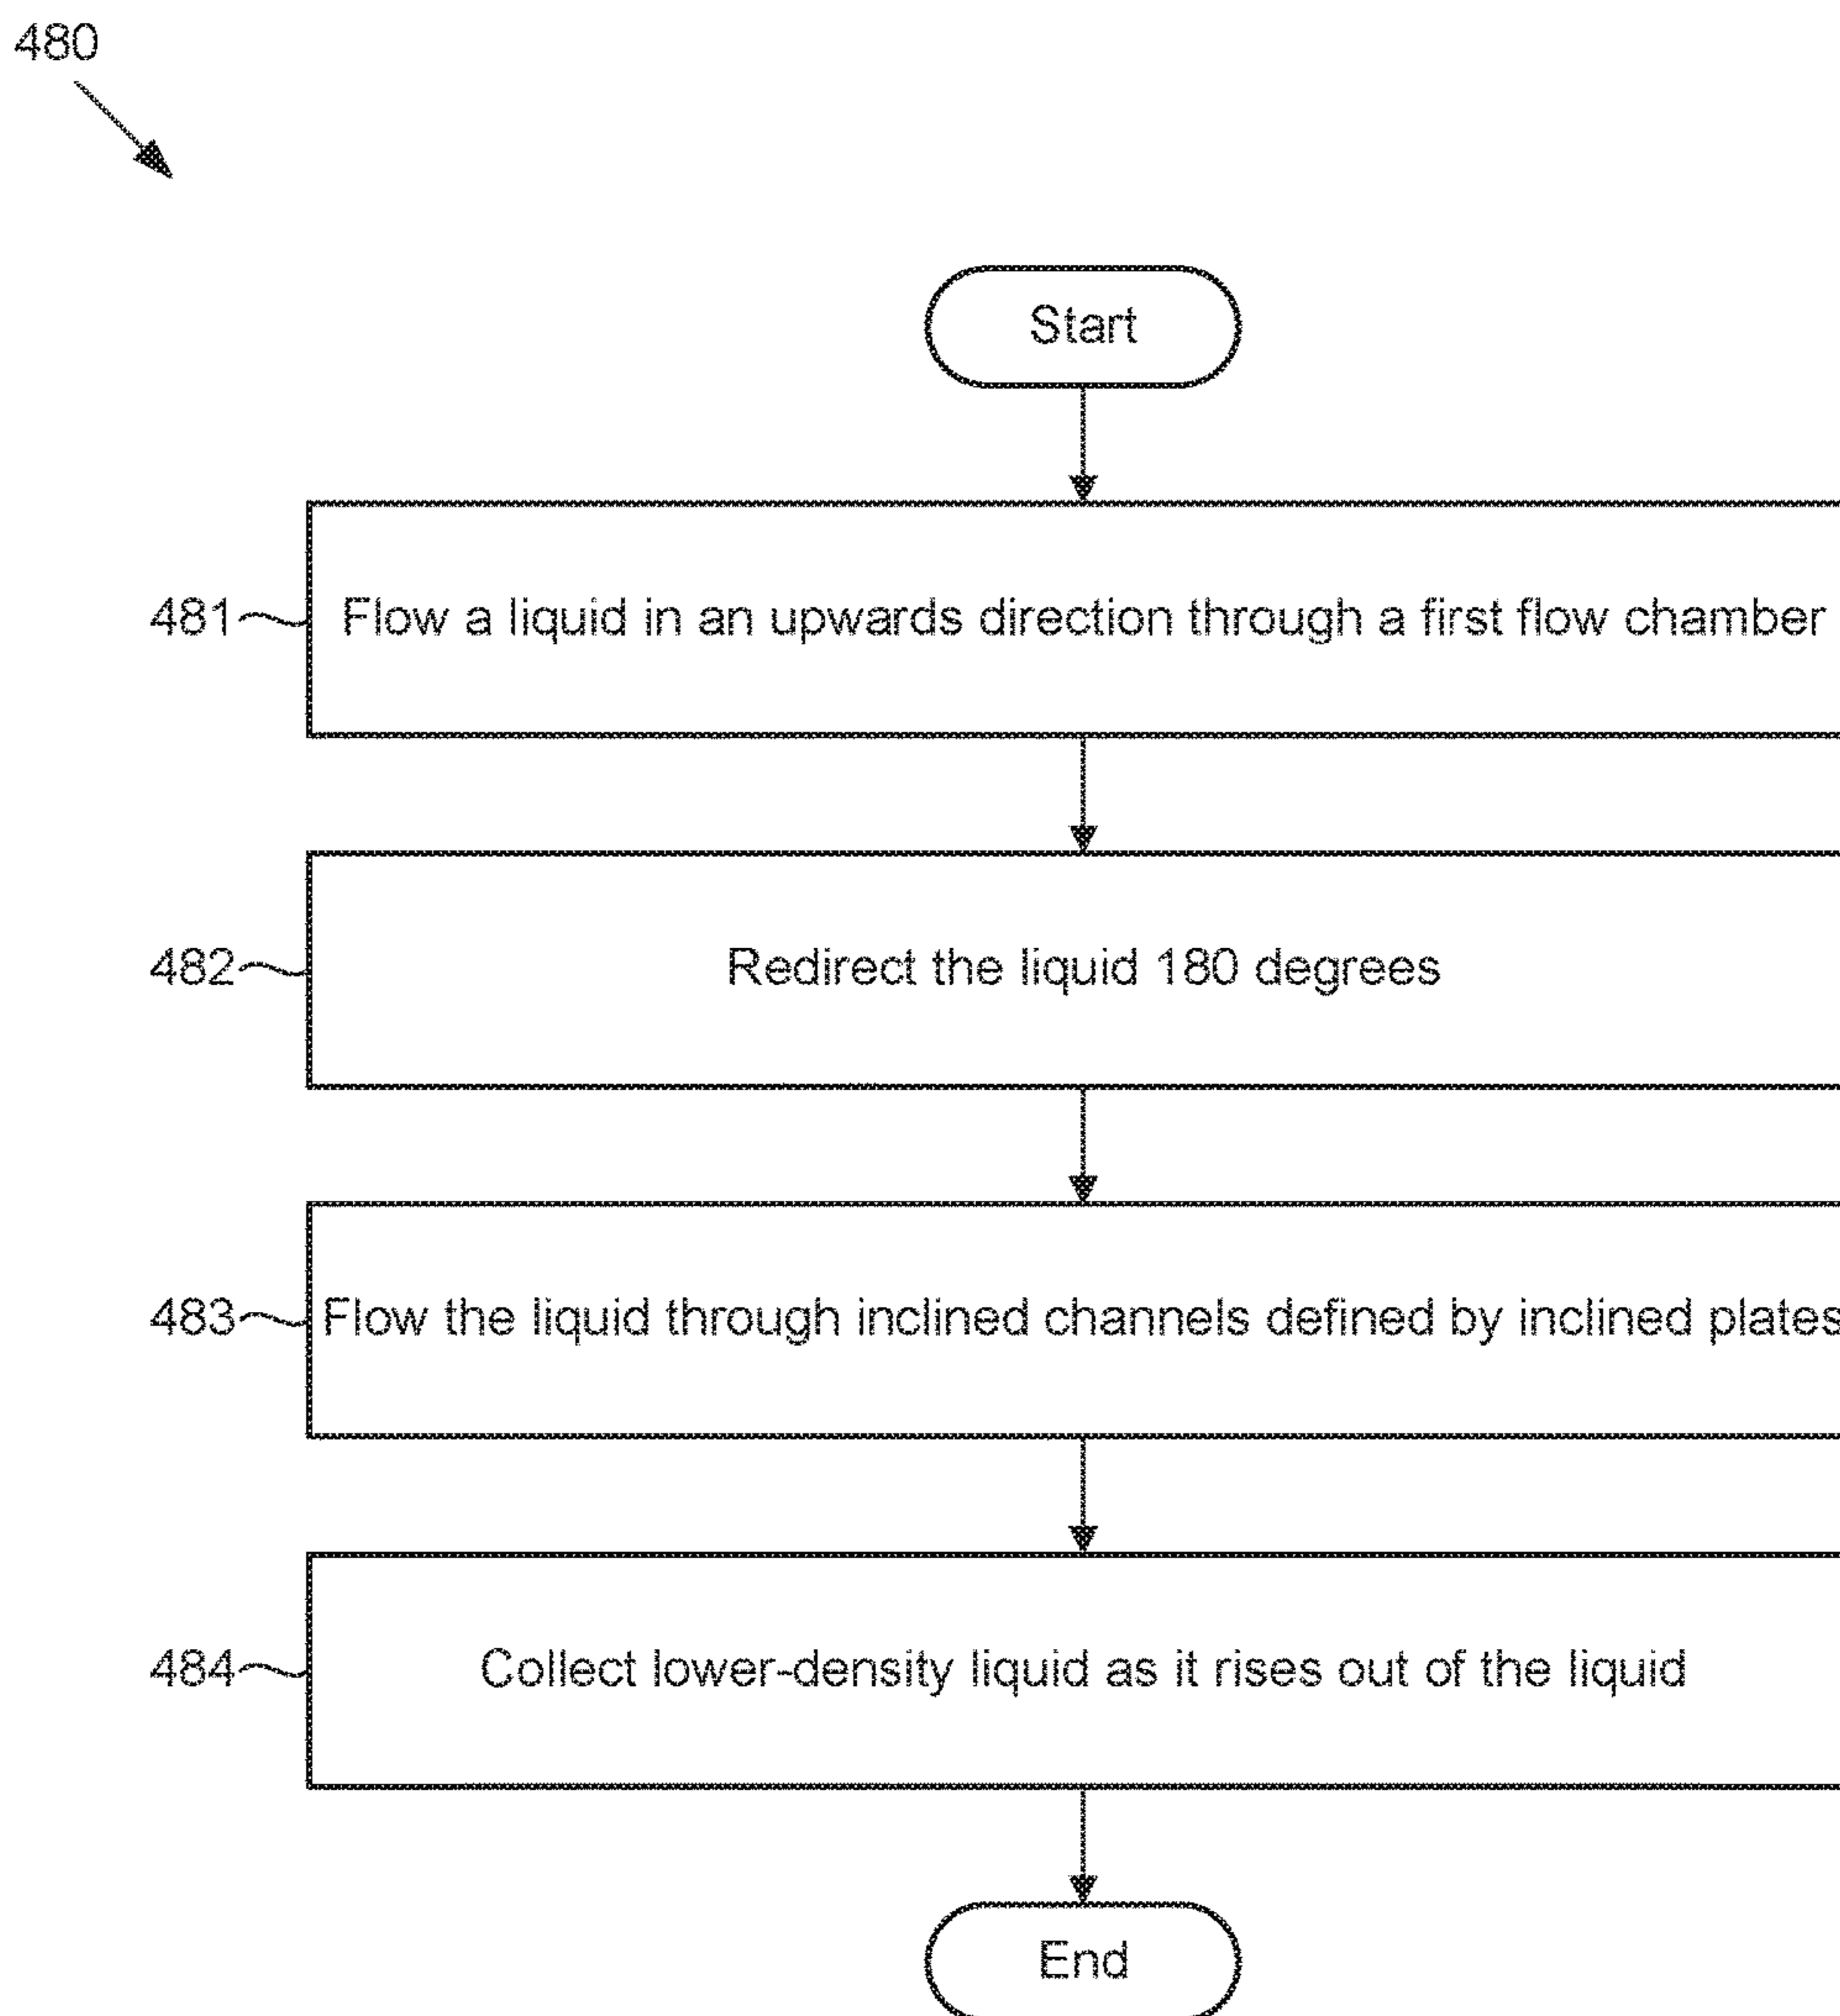 480
Start
481 Flow a liquid in an upwards direction through a first flow chamber
482 Redirect the liquid 180 degrees
483 Flow the liquid through inclined channels defined by inclined plates
484 Collect lower-density liquid as it rises out of the liquid
End